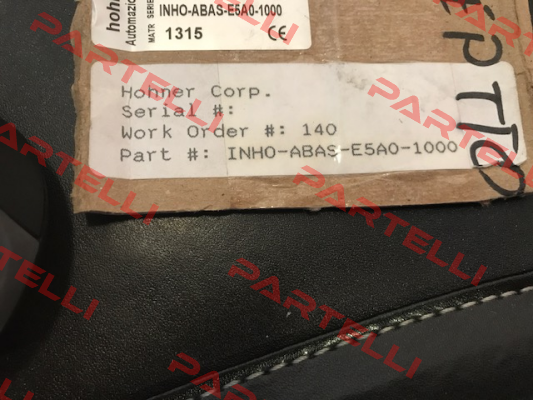 hohner
Automazione
MATR SERIE
INHO-ABAS-E5A0-1000
1315 CE
Hohner Corp.
Serial #:
Work Order #: 140
Part #: INHO-ABAS-E5A0-1000
PARTELLI
PARTELLI
PARTELLI
PARTELLI
PARTELLI
PARTELLI
PARTELLI